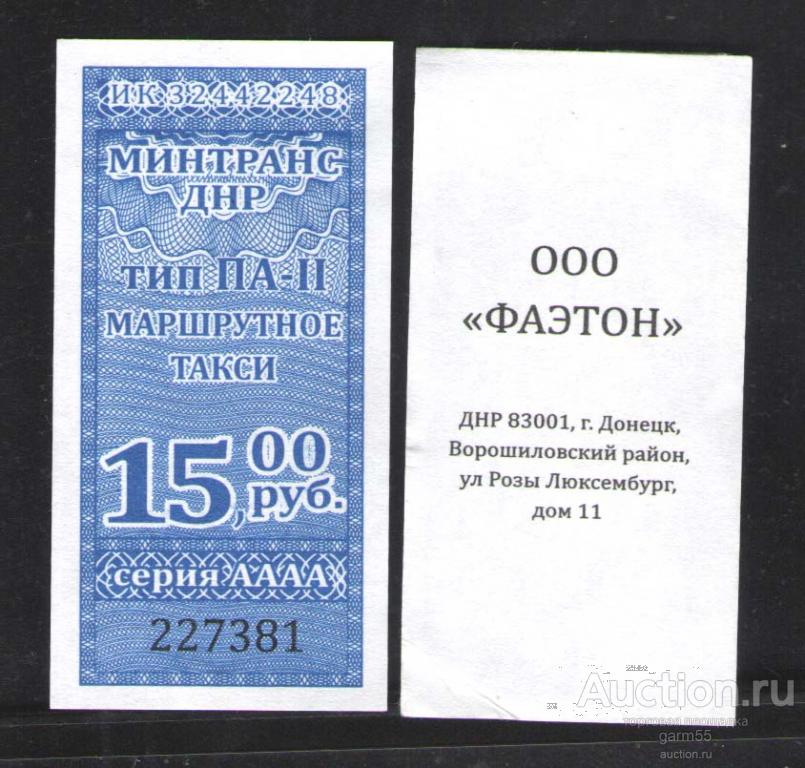 ИК 32442248
МИНТРАНС
ДНР
тип ПА-II
МАРШРУТНОЕ
ТАКСИ
15,00
руб.
серия АААА
227381
ООО
«ФАЭТОН»
ДНР 83001, г. Донецк,
Ворошиловский район,
ул Розы Люксембург,
дом 11
Auction.ru
торговая площадка
garm55
auction.ru